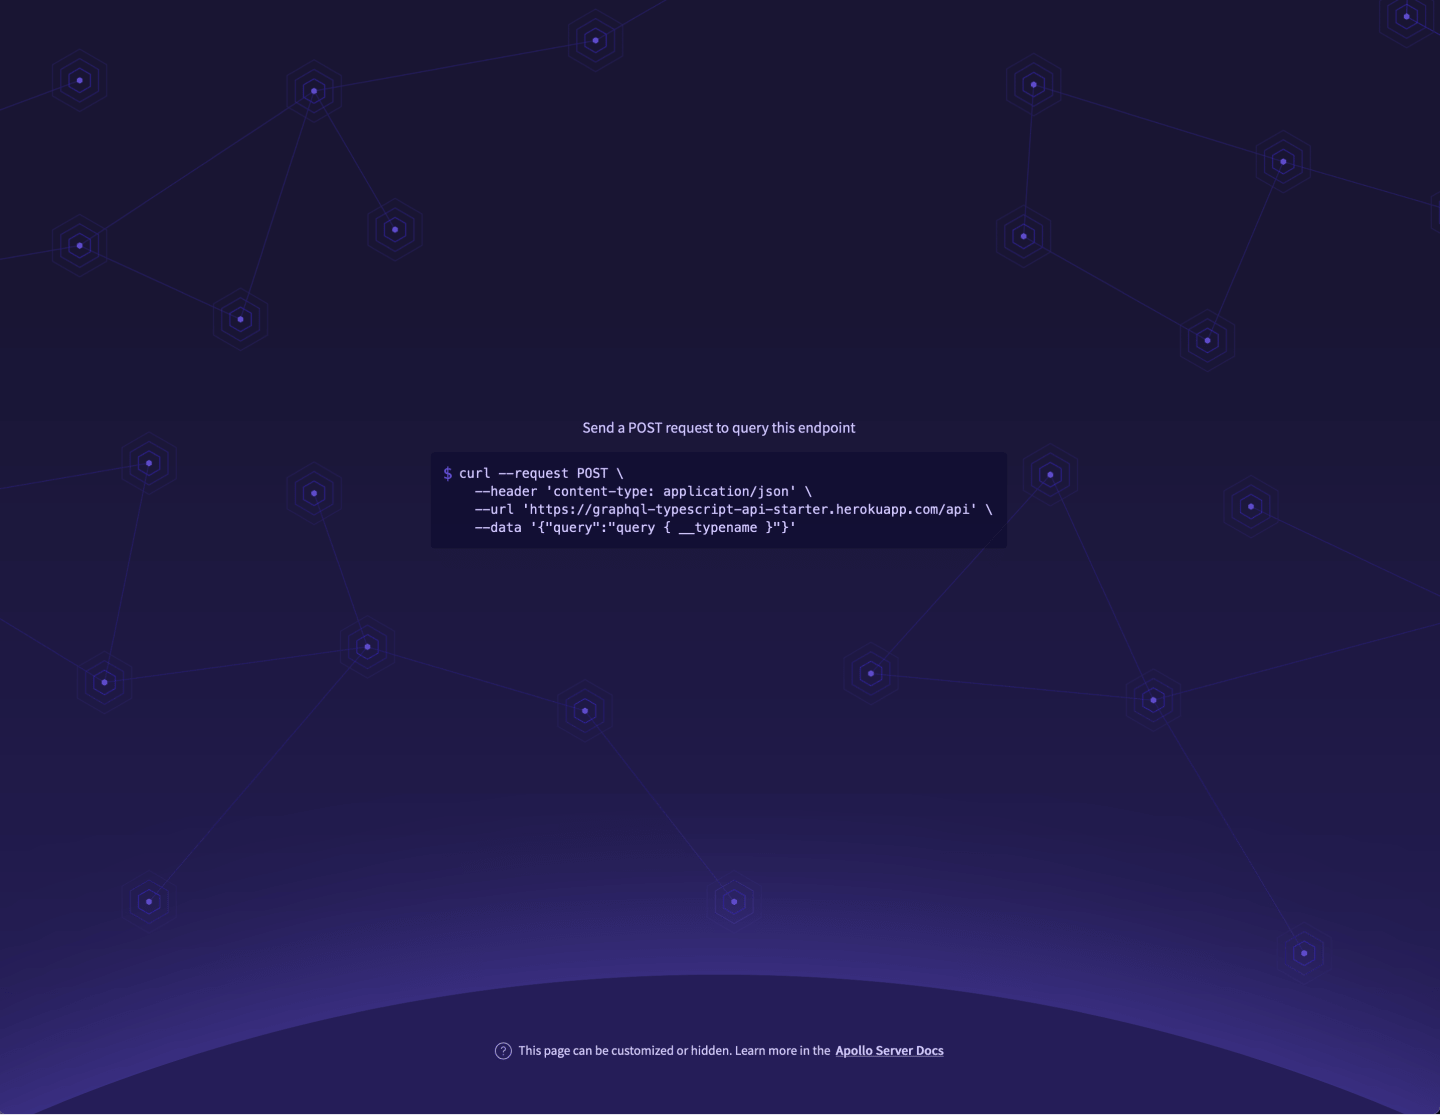 Send a POST request to query this endpoint
$ curl --request POST \
--header 'content-type: application/json' \
--url 'https://graphql-typescript-api-starter.herokuapp.com/api' \
--data '{"query":"query { __typename }"}'
? This page can be customized or hidden. Learn more in the Apollo Server Docs